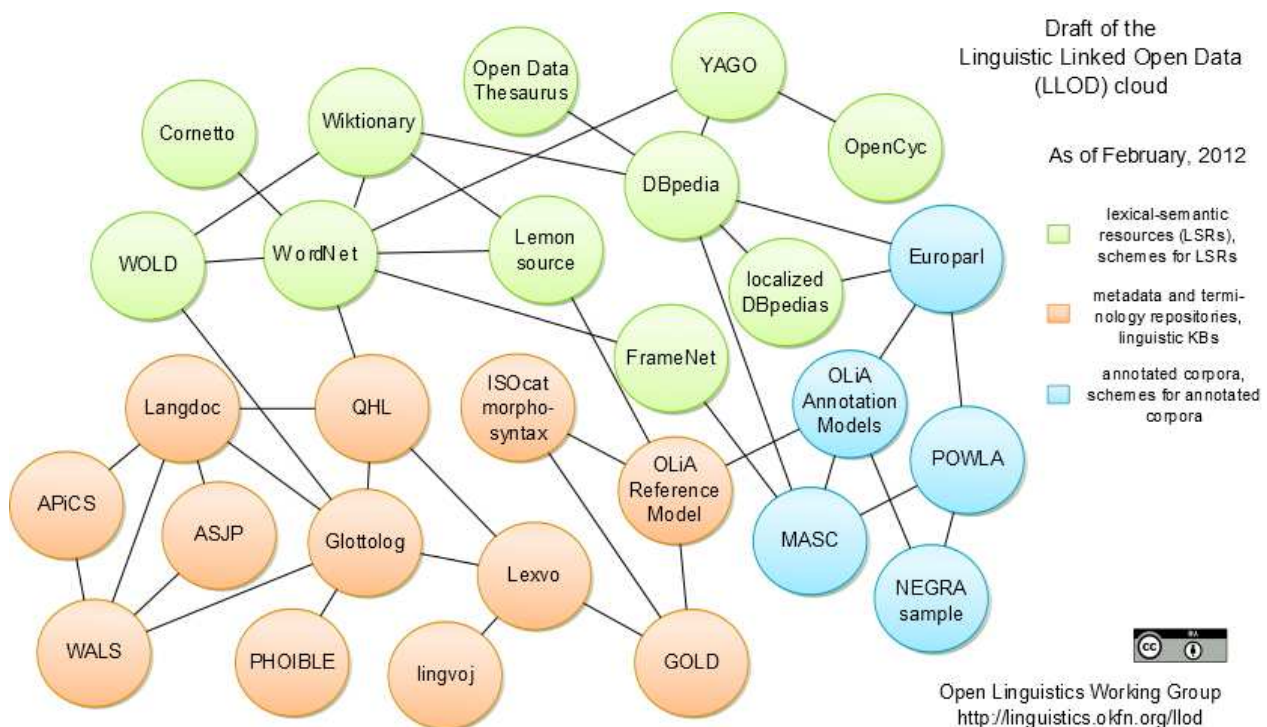 Draft of the
Linguistic Linked Open Data
(LLOD) cloud
As of February, 2012
lexical-semantic
resources (LSRs),
schemes for LSRs
metadata and termi-
nology repositories,
linguistic KBs
annotated corpora,
schemes for annotated
corpora
Open Data
Thesaurus
YAGO
Cornetto
Wiktionary
OpenCyc
DBpedia
WOLD
WordNet
Lemon
source
localized
DBpedias
Europarl
FrameNet
Langdoc
QHL
ISOcat
morpho-
syntax
OLiA
Annotation
Models
POWLA
APiCS
ASJP
Glottolog
OLiA
Reference
Model
MASC
Lexvo
NEGRA
sample
WALS
PHOIBLE
lingvoj
GOLD
cc
Open Linguistics Working Group
http://linguistics.okfn.org/llod